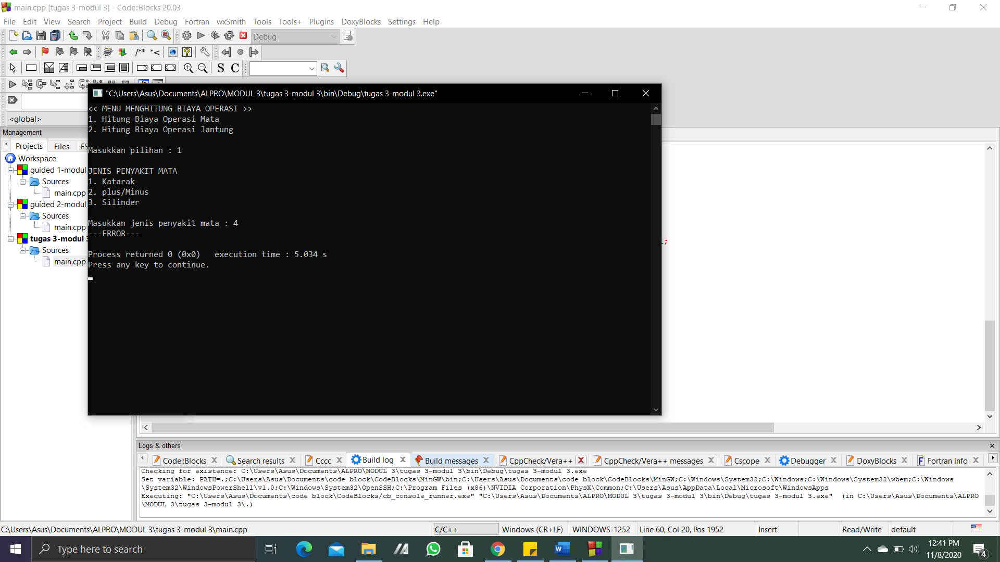 main.cpp [tugas 3-modul 3] - Code::Blocks 20.03
File Edit View Search Project Build Debug Fortran wxSmith Tools Tools+ Plugins DoxyBlocks Settings Help
Debug
/** *<
S C
"C:\Users\Asus\Documents\ALPRO\MODUL 3\tugas 3-modul 3\bin\Debug\tugas 3-modul 3.exe"
<< MENU MENGHITUNG BIAYA OPERASI >>
1. Hitung Biaya Operasi Mata
2. Hitung Biaya Operasi Jantung
Masukkan pilihan : 1
JENIS PENYAKIT MATA
1. Katarak
2. plus/Minus
3. Silinder
Masukkan jenis penyakit mata : 4
---ERROR---
Process returned 0 (0x0)   execution time : 5.034 s
Press any key to continue.
<global>
Management
Projects Files FS
Workspace
guided 1-modul
Sources
main.cpp
guided 2-modul
Sources
main.cpp
tugas 3-modul 3
Sources
main.cpp
;
Logs & others
Code::Blocks Search results Cccc Build log Build messages CppCheck/Vera++ CppCheck/Vera++ messages Cscope Debugger DoxyBlocks Fortran info
Checking for existence: C:\Users\Asus\Documents\ALPRO\MODUL 3\tugas 3-modul 3\bin\Debug\tugas 3-modul 3.exe
Set variable: PATH=.;C:\Users\Asus\Documents\code block\CodeBlocks\MinGW\bin;C:\Users\Asus\Documents\code block\CodeBlocks\MinGW;C:\Windows\System32;C:\Windows;C:\Windows\System32\wbem;C:\Windows
\System32\WindowsPowerShell\v1.0;C:\Windows\System32\OpenSSH;C:\Program Files (x86)\NVIDIA Corporation\PhysX\Common;C:\Users\Asus\AppData\Local\Microsoft\WindowsApps
Executing: "C:\Users\Asus\Documents\code block\CodeBlocks/cb_console_runner.exe" "C:\Users\Asus\Documents\ALPRO\MODUL 3\tugas 3-modul 3\bin\Debug\tugas 3-modul 3.exe"  (in C:\Users\Asus\Documents\ALPRO
\MODUL 3\tugas 3-modul 3\.)
C:\Users\Asus\Documents\ALPRO\MODUL 3\tugas 3-modul 3\main.cpp C/C++ Windows (CR+LF) WINDOWS-1252 Line 60, Col 20, Pos 1952 Insert Read/Write default
Type here to search
12:41 PM
11/8/2020
4